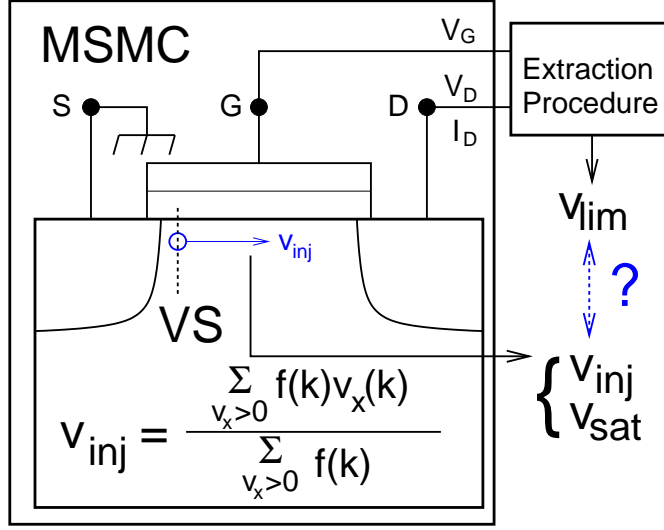 MSMC
V_G
S
G
D
V_D
I_D
Extraction
Procedure
v_lim
v_inj
?
VS
v_inj = Σ_{v_x>0} f(k)v_x(k) / Σ_{v_x>0} f(k)
{ v_inj
v_sat